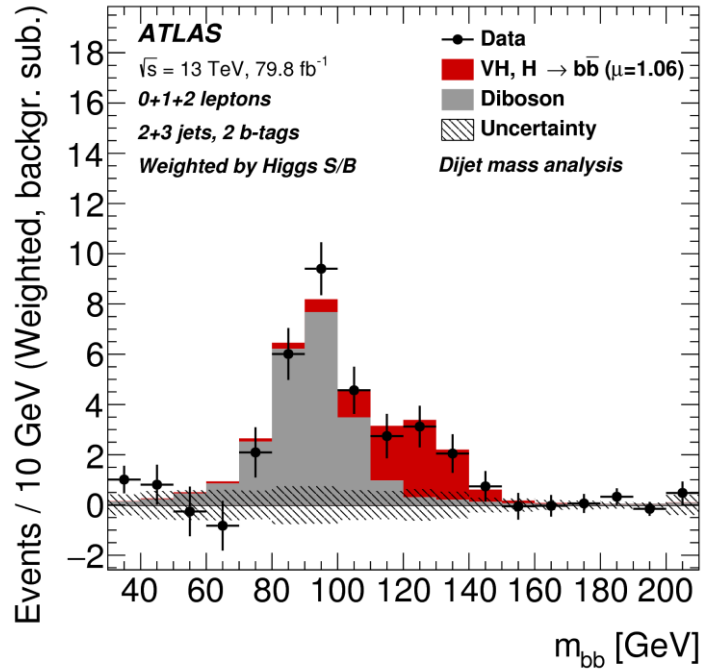 ATLAS
√s = 13 TeV, 79.8 fb⁻¹
0+1+2 leptons
2+3 jets, 2 b-tags
Weighted by Higgs S/B
Data
VH, H → bb̄ (μ=1.06)
Diboson
Uncertainty
Dijet mass analysis
Events / 10 GeV (Weighted, backgr. sub.)
18
16
14
12
10
8
6
4
2
0
−2
40 60 80 100 120 140 160 180 200
m_bb [GeV]